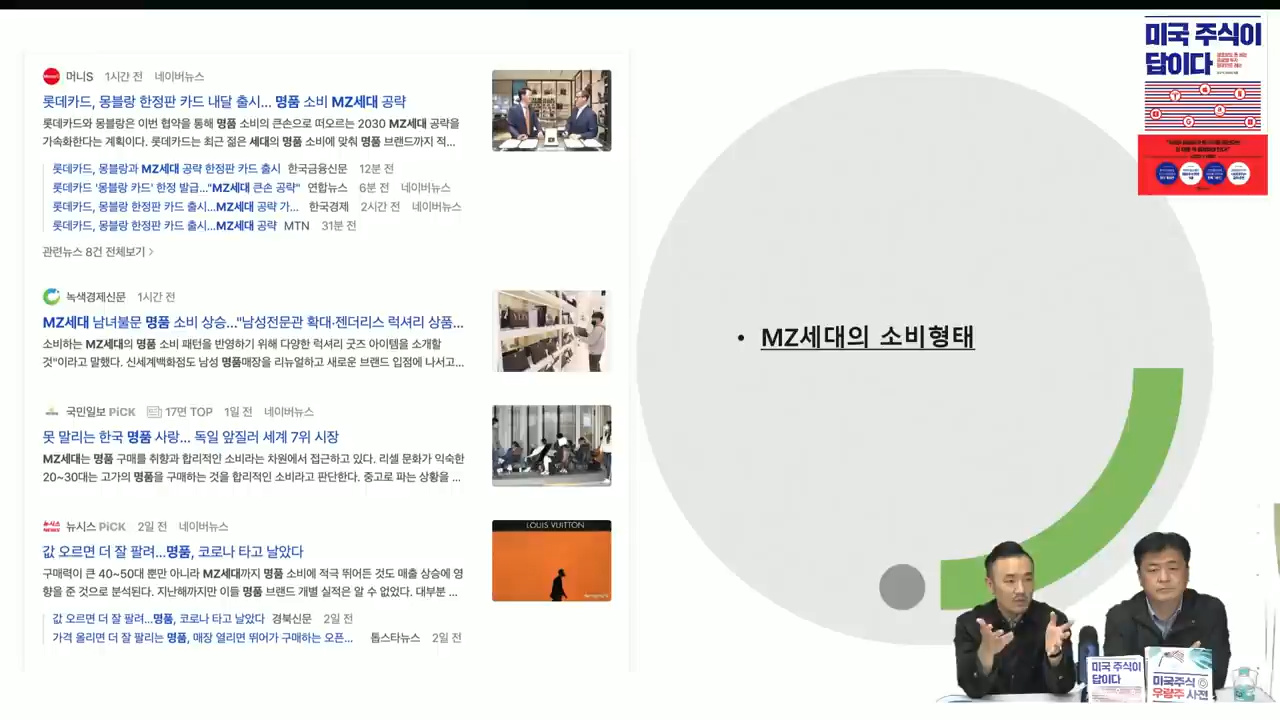 머니S 1시간 전 네이버뉴스
롯데카드, 몽블랑 한정판 카드 내달 출시... 명품 소비 MZ세대 공략
롯데카드와 몽블랑은 이번 협약을 통해 명품 소비의 큰손으로 떠오르는 2030 MZ세대 공략을
가속화한다는 계획이다. 롯데카드는 최근 젊은 세대의 명품 소비에 맞춰 명품 브랜드까지 적...
롯데카드, 몽블랑과 MZ세대 공략 한정판 카드 출시 한국금융신문 12분 전
롯데카드 '몽블랑 카드' 한정 발급..."MZ세대 큰손 공략" 연합뉴스 6분 전 네이버뉴스
롯데카드, 몽블랑 한정판 카드 출시...MZ세대 공략 가... 한국경제 2시간 전 네이버뉴스
롯데카드, 몽블랑 한정판 카드 출시...MZ세대 공략 MTN 31분 전
관련뉴스 8건 전체보기 >
녹색경제신문 1시간 전
MZ세대 남녀불문 명품 소비 상승..."남성전문관 확대·젠더리스 럭셔리 상품...
소비하는 MZ세대의 명품 소비 패턴을 반영하기 위해 다양한 럭셔리 굿즈 아이템을 소개할
것"이라고 말했다. 신세계백화점도 남성 명품매장을 리뉴얼하고 새로운 브랜드 입점에 나서고...
국민일보 PiCK 17면 TOP 1일 전 네이버뉴스
못 말리는 한국 명품 사랑... 독일 앞질러 세계 7위 시장
MZ세대는 명품 구매를 취향과 합리적인 소비라는 차원에서 접근하고 있다. 리셀 문화가 익숙한
20~30대는 고가의 명품을 구매하는 것을 합리적인 소비라고 판단한다. 중고로 파는 상황을 ...
뉴시스 PiCK 2일 전 네이버뉴스
값 오르면 더 잘 팔려...명품, 코로나 타고 날았다
구매력이 큰 40~50대 뿐만 아니라 MZ세대까지 명품 소비에 적극 뛰어든 것도 매출 상승에 영
향을 준 것으로 분석된다. 지난해까지만 이들 명품 브랜드 개별 실적은 알 수 없었다. 대부분 ...
값 오르면 더 잘 팔려...명품, 코로나 타고 날았다 경북신문 2일 전
가격 올리면 더 잘 팔리는 명품, 매장 열리면 뛰어가 구매하는 오픈... 톱스타뉴스 2일 전
LOUIS VUITTON
• MZ세대의 소비형태
미국 주식이
답이다
미국 주식이
답이다
미국주식
우량주 사전